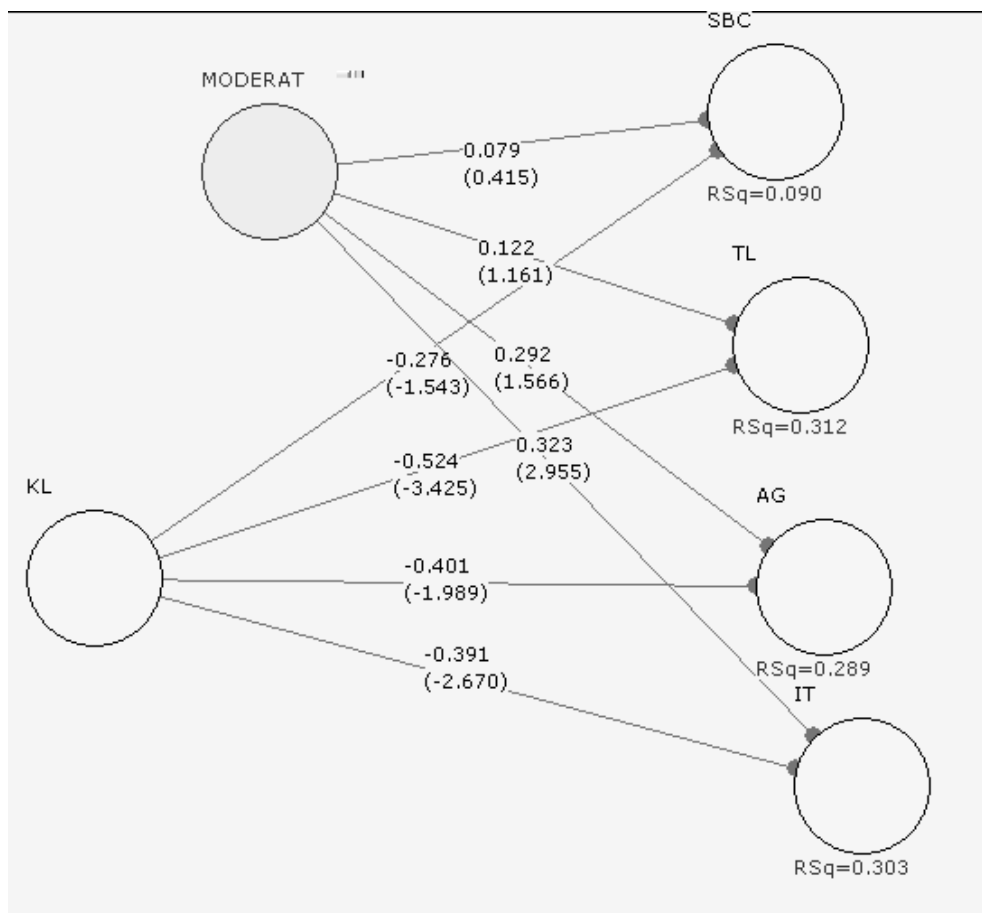 SBC
MODERAT
0.079
(0.415)
RSq=0.090
0.122
(1.161)
TL
-0.276
(-1.543)
0.292
(1.566)
RSq=0.312
0.323
(2.955)
-0.524
(-3.425)
KL
AG
-0.401
(-1.989)
-0.391
(-2.670)
RSq=0.289
IT
RSq=0.303